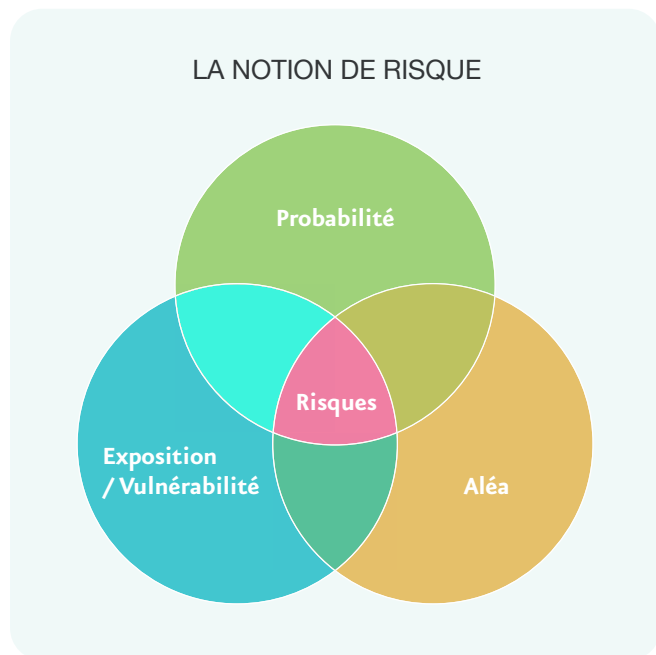 LA NOTION DE RISQUE
Probabilité
Risques
Exposition
/ Vulnérabilité
Aléa